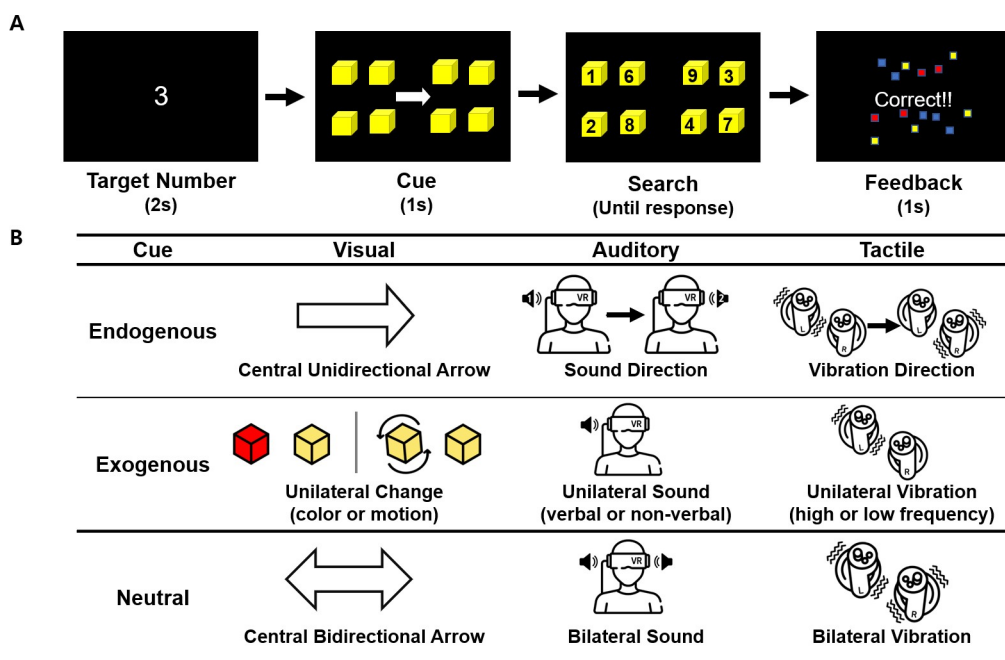 A
3
1 6 9 3
2 8 4 7
Correct!!
Target Number
(2s)
Cue
(1s)
Search
(Until response)
Feedback
(1s)
B
Cue Visual Auditory Tactile
Endogenous
1 VR VR 2
L R L R
Central Unidirectional Arrow
Sound Direction
Vibration Direction
Exogenous
VR
L R
Unilateral Change
(color or motion)
Unilateral Sound
(verbal or non-verbal)
Unilateral Vibration
(high or low frequency)
Neutral
VR
L R
Central Bidirectional Arrow
Bilateral Sound
Bilateral Vibration